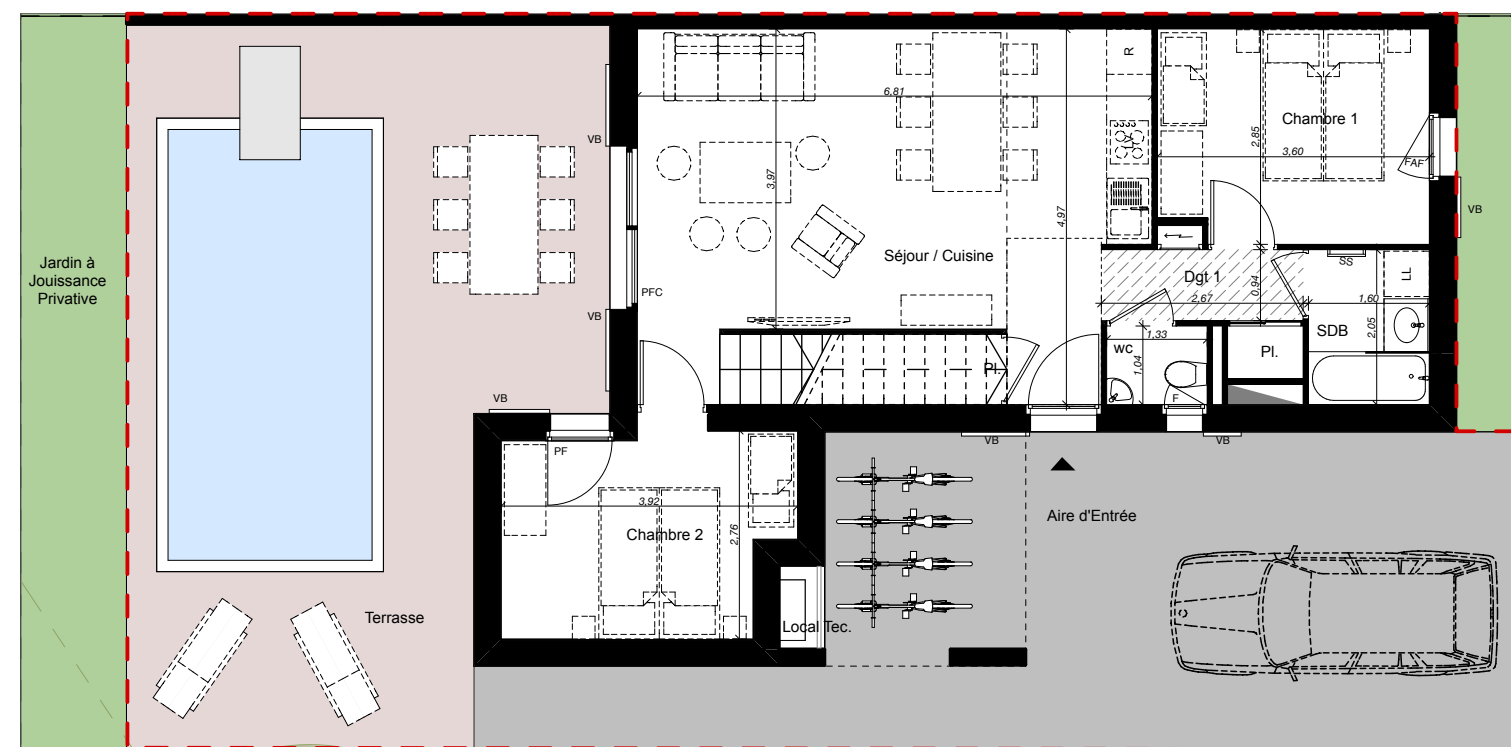 Jardin à
Jouissance
Privative
Terrasse
VB
VB
VB
PFC
PF
6,81
3,97
4,97
Séjour / Cuisine
R
LV
Chambre 1
2,85
3,60
FAF
VB
Dgt 1
2,67
0,94
SS
LL
1,60
2,05
SDB
WC
1,33
1,04
F
Pl.
Pl.
VB
VB
3,92
2,76
Chambre 2
Local Tec.
Aire d'Entrée